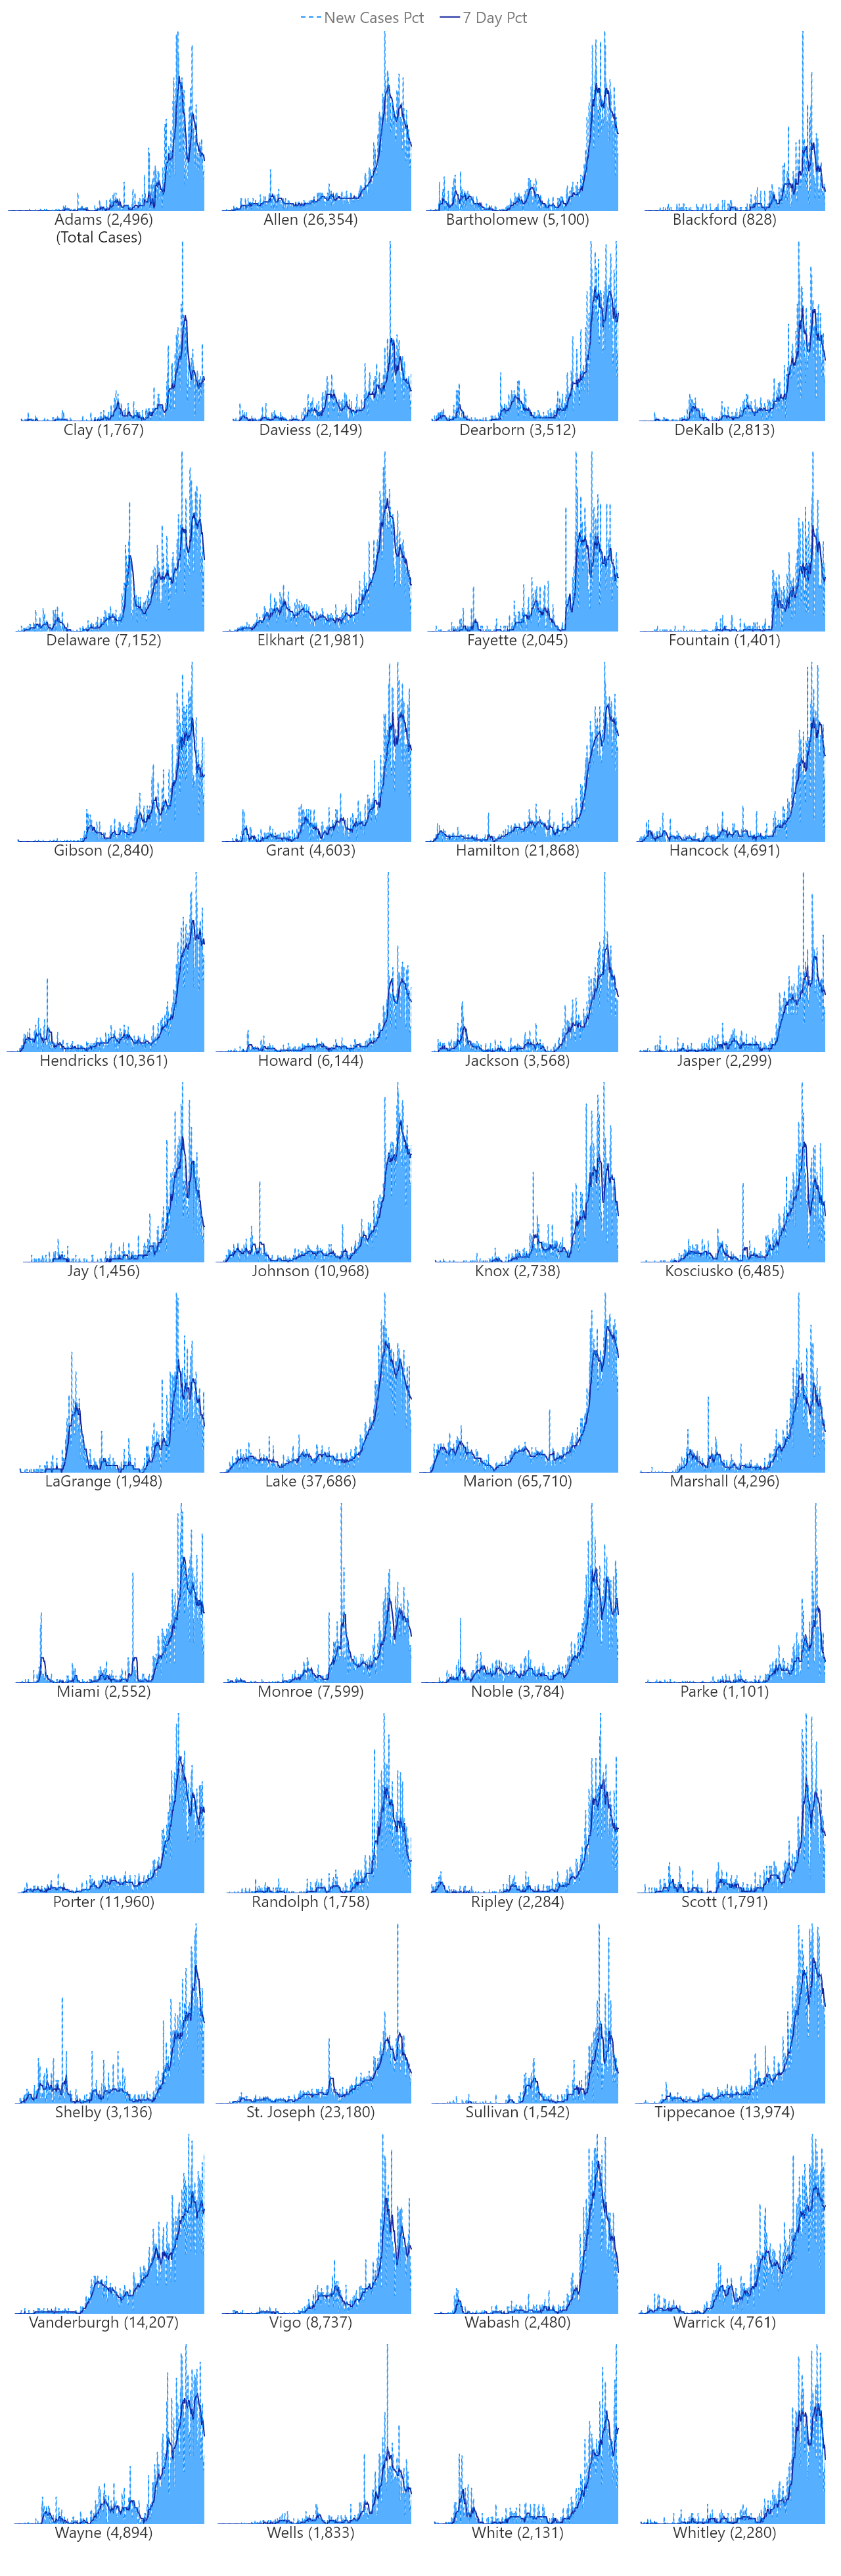 New Cases Pct 7 Day Pct
Adams (2,496) Allen (26,354) Bartholomew (5,100) Blackford (828)
(Total Cases)
Clay (1,767) Daviess (2,149) Dearborn (3,512) DeKalb (2,813)
Delaware (7,152) Elkhart (21,981) Fayette (2,045) Fountain (1,401)
Gibson (2,840) Grant (4,603) Hamilton (21,868) Hancock (4,691)
Hendricks (10,361) Howard (6,144) Jackson (3,568) Jasper (2,299)
Jay (1,456) Johnson (10,968) Knox (2,738) Kosciusko (6,485)
LaGrange (1,948) Lake (37,686) Marion (65,710) Marshall (4,296)
Miami (2,552) Monroe (7,599) Noble (3,784) Parke (1,101)
Porter (11,960) Randolph (1,758) Ripley (2,284) Scott (1,791)
Shelby (3,136) St. Joseph (23,180) Sullivan (1,542) Tippecanoe (13,974)
Vanderburgh (14,207) Vigo (8,737) Wabash (2,480) Warrick (4,761)
Wayne (4,894) Wells (1,833) White (2,131) Whitley (2,280)